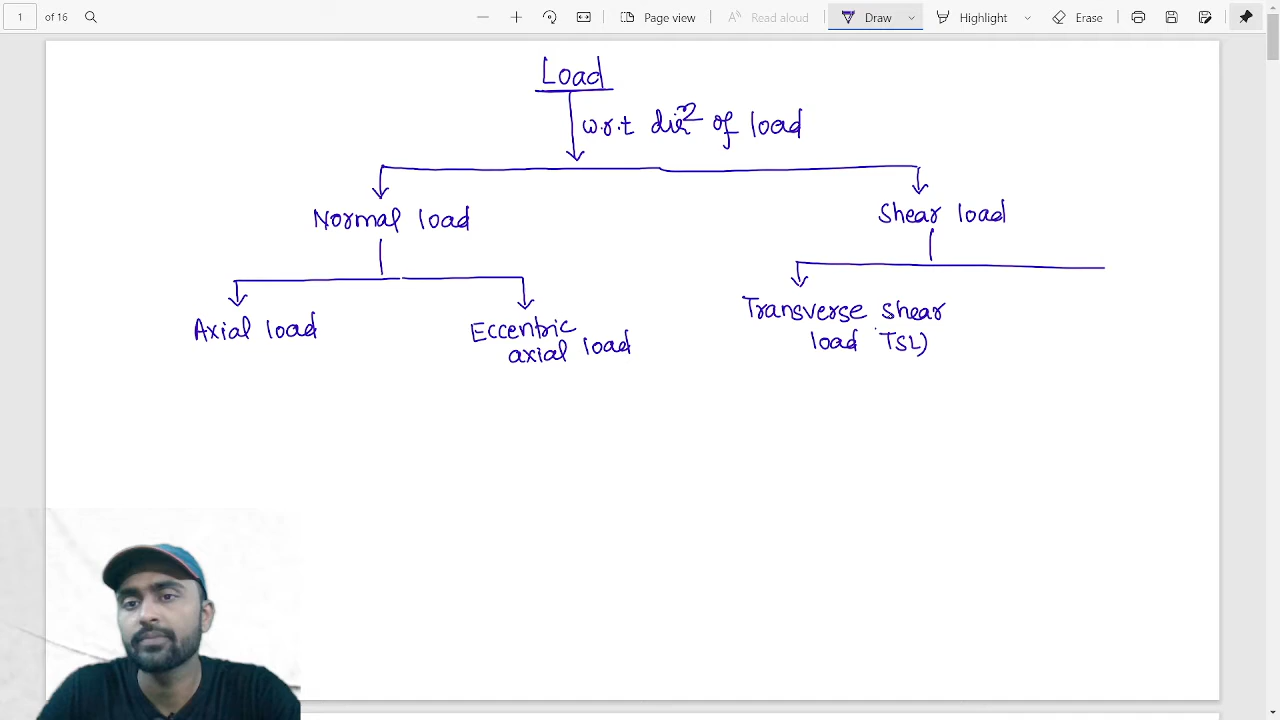 1 of 16 Page view Read aloud Draw Highlight Erase
Load
w.r.t dirⁿ of load
Normal load
Shear load
Axial load
Eccentric
axial load
Transverse shear
load TSL)